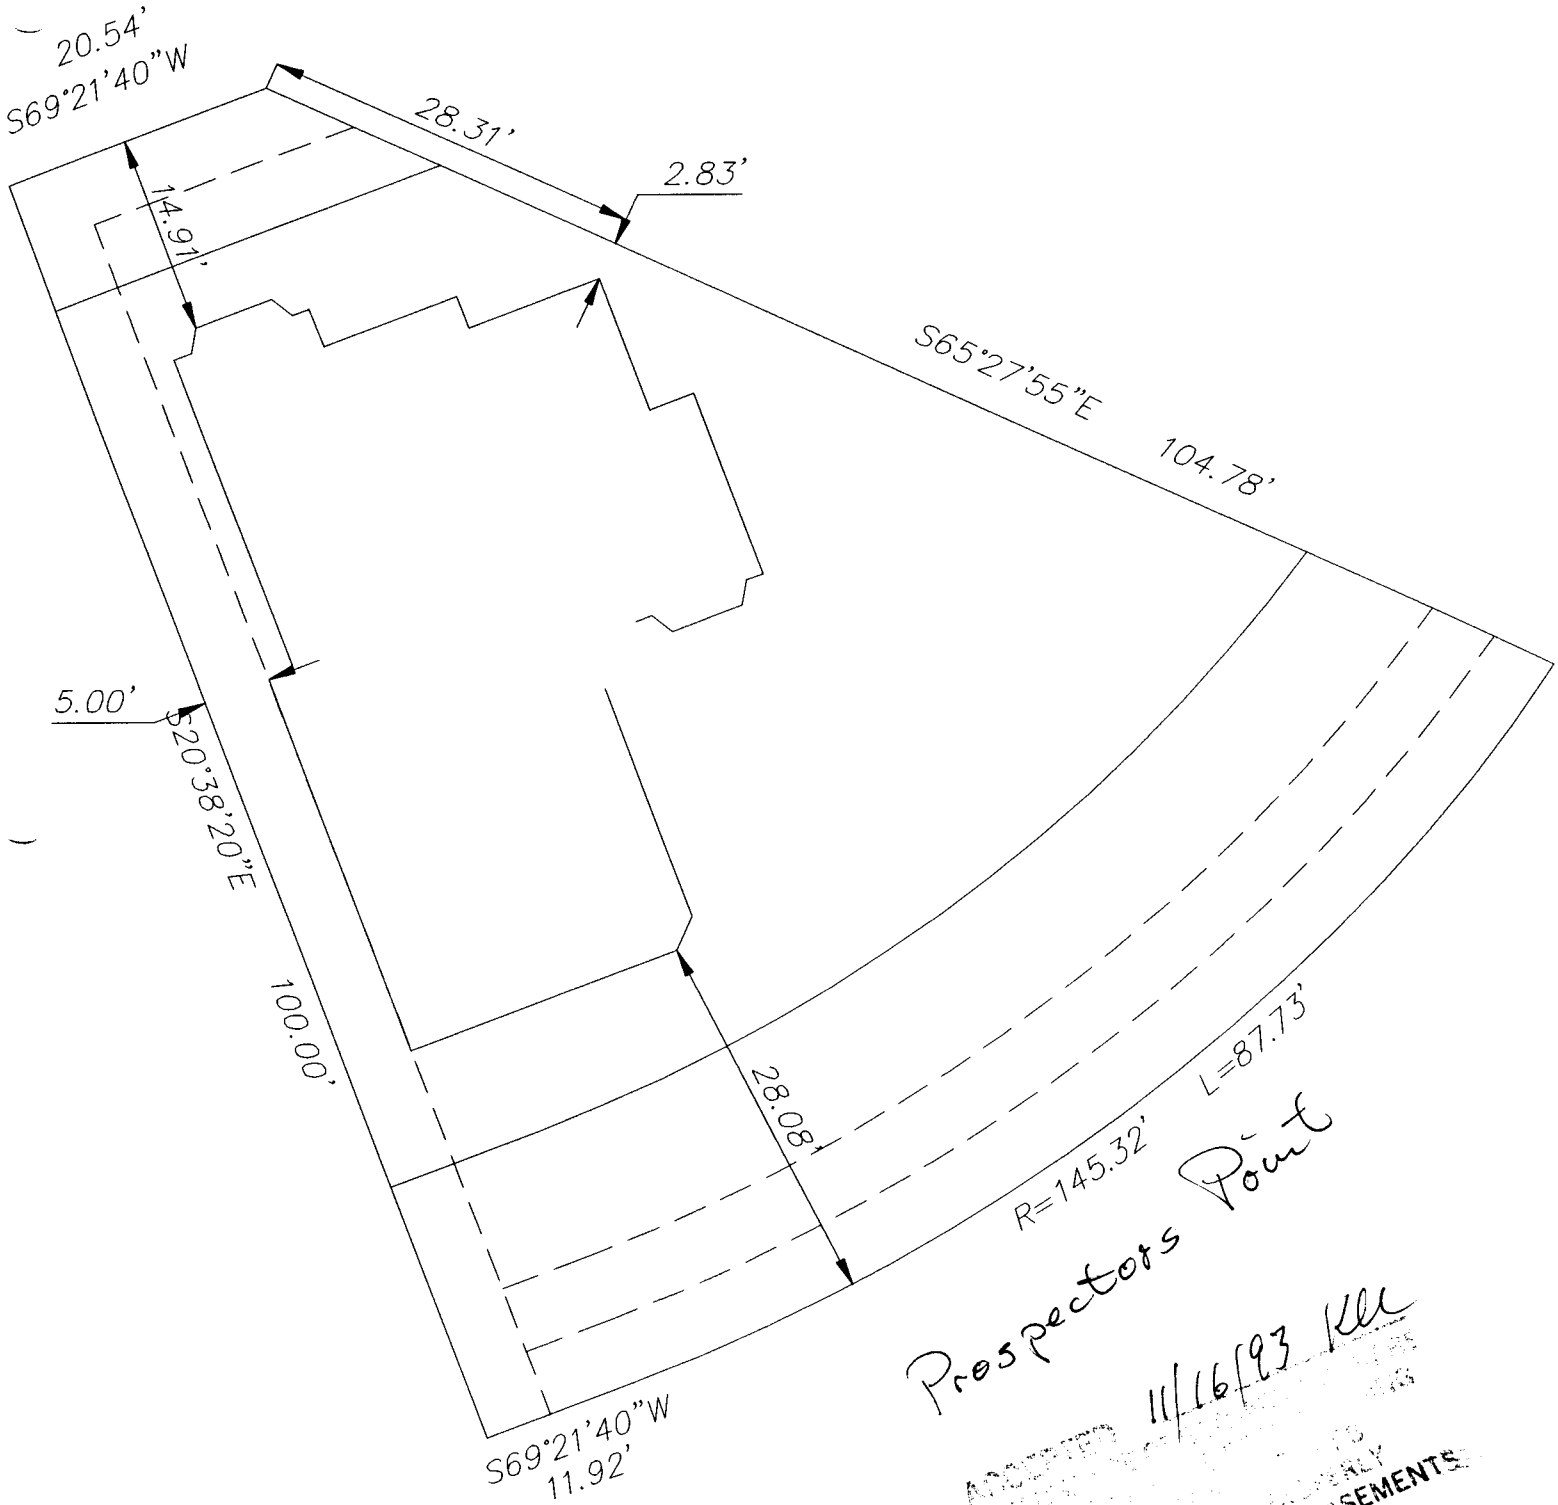 20.54'
S69°21'40"W
28.31'
2.83'
14.91'
S65°27'55"E
104.78'
5.00'
S20°38'20"E
100.00'
28.08'
L=87.73'
R=145.32'
Prospectors Point
S69°21'40"W
11.92'
11/16/93
ACCEPTED